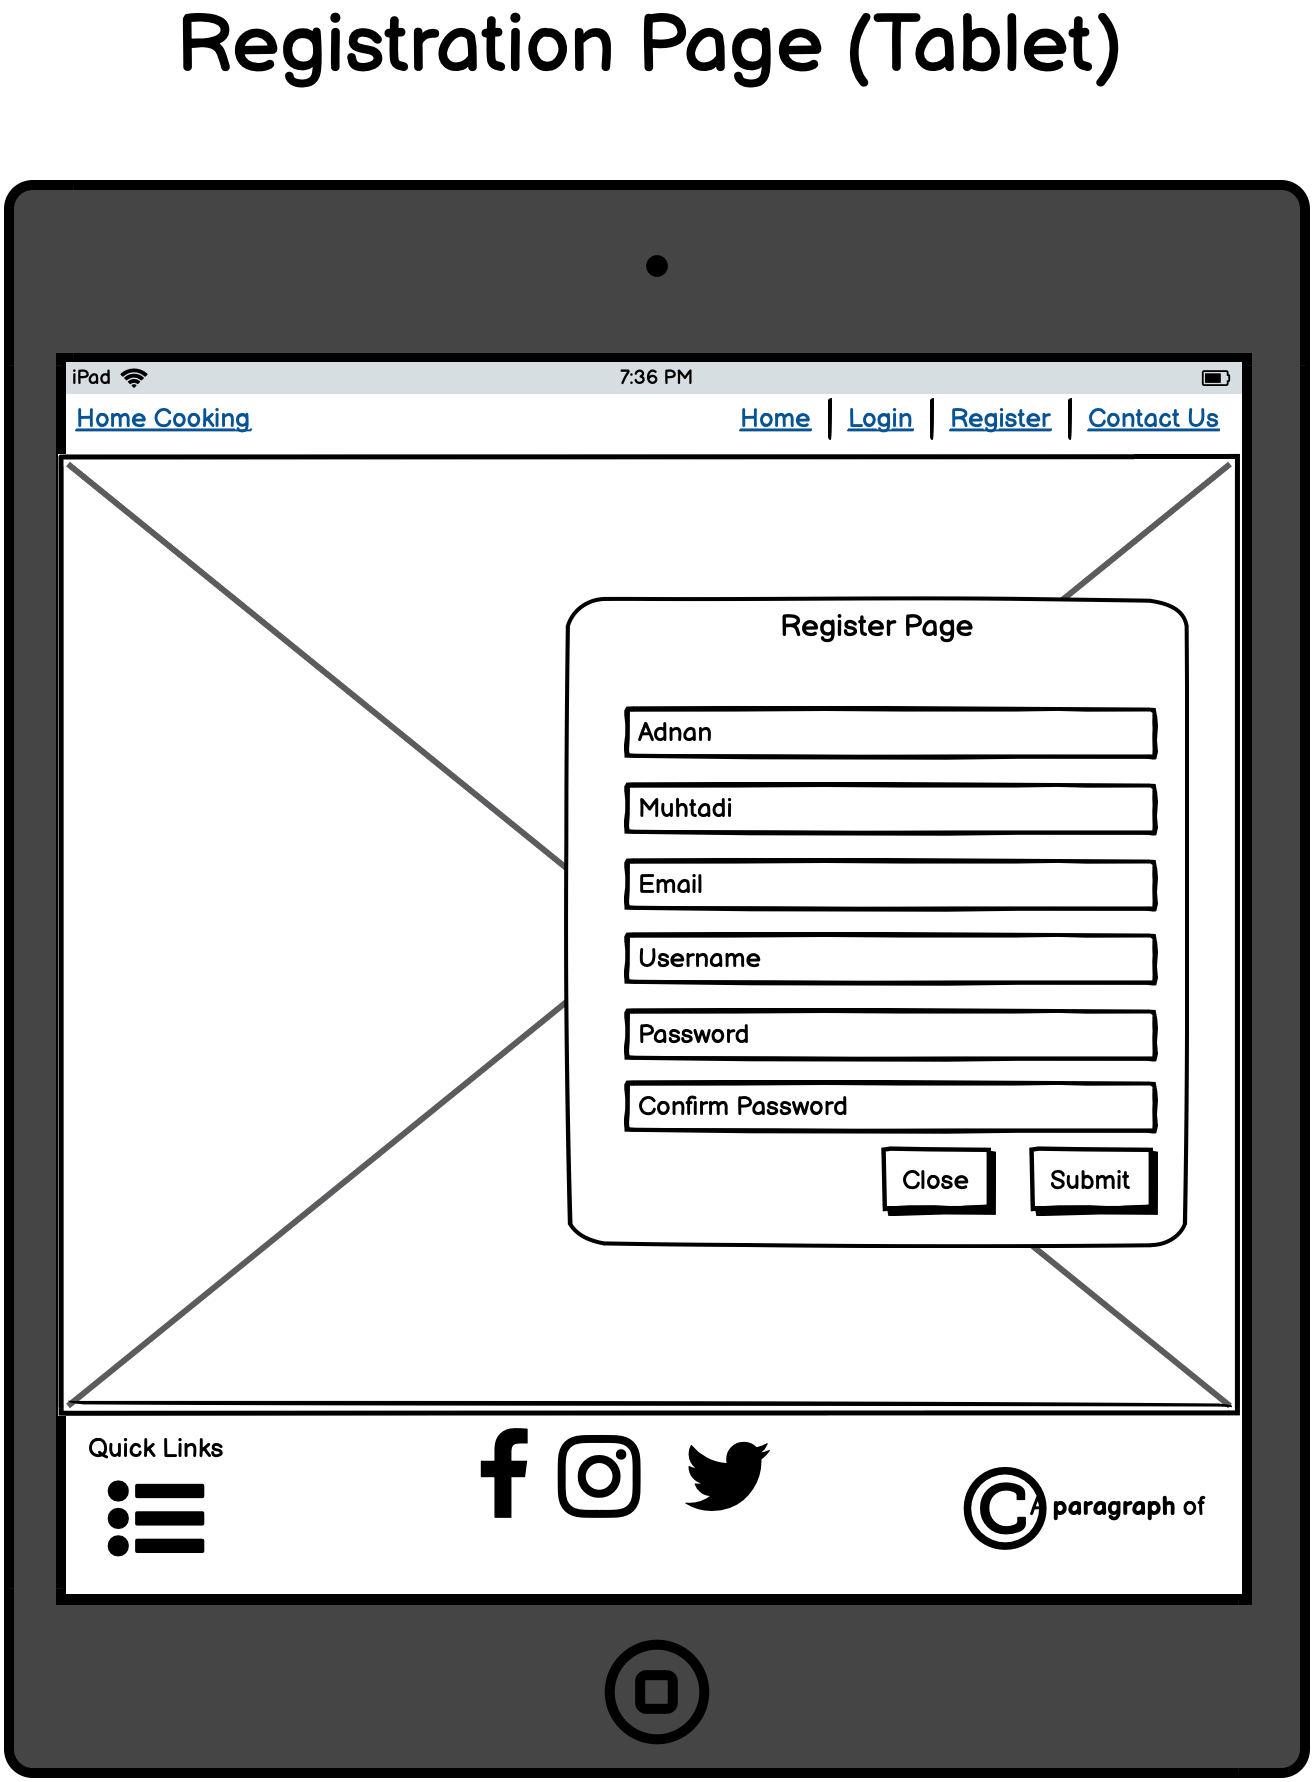 Registration Page (Tablet)
iPad 7:36 PM
Home Cooking Home Login Register Contact Us
Register Page
Adnan
Muhtadi
Email
Username
Password
Confirm Password
Close Submit
Quick Links
© A paragraph of